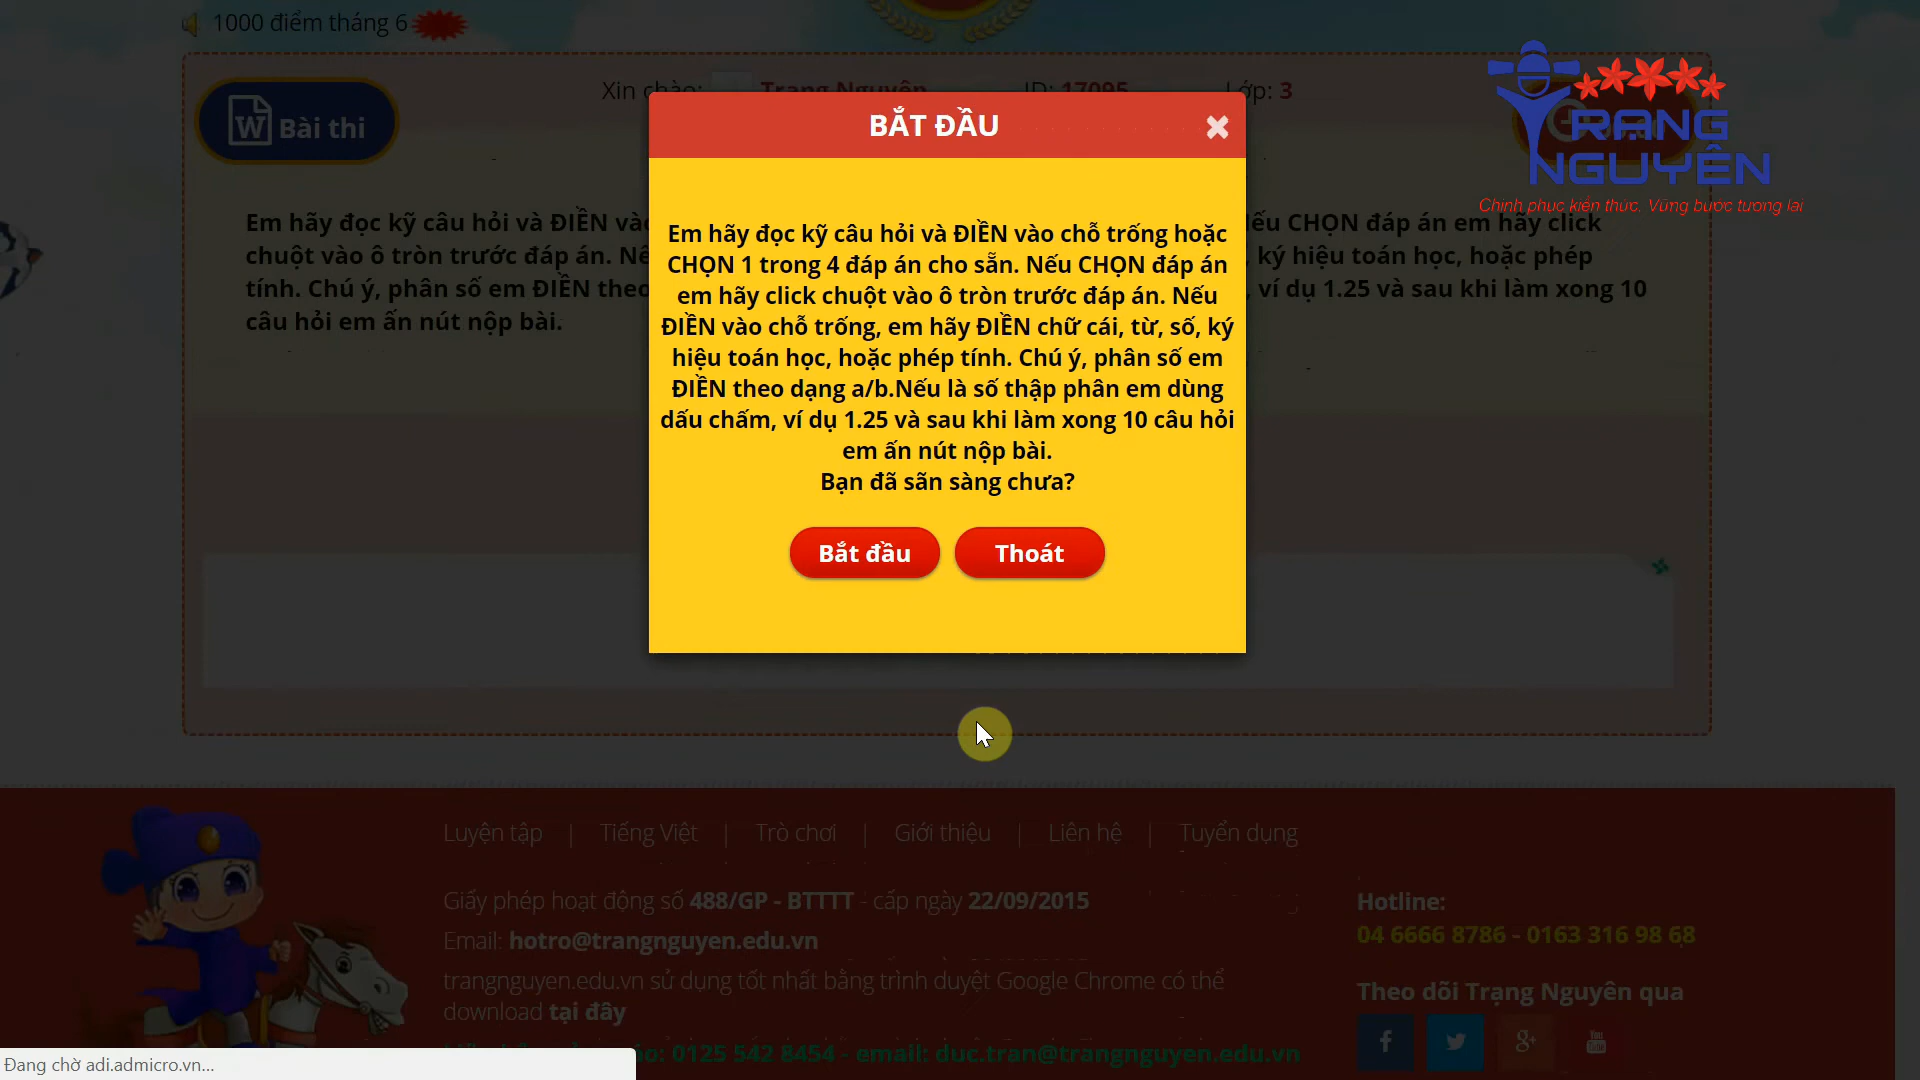 1000 điểm tháng 6
Xin chào: Trạng Nguyên ID: 17095 Lớp: 3
Bài thi
BẮT ĐẦU
TRẠNG
NGUYÊN
Chinh phục kiến thức, Vững bước tương lai
Em hãy đọc kỹ câu hỏi và ĐIỀN
chuột vào ô tròn trước đáp án.
tính. Chú ý, phân số em ĐIỀN theo
câu hỏi em ấn nút nộp bài.
CHỌN đáp án em hãy click
, ký hiệu toán học, hoặc phép
, ví dụ 1.25 và sau khi làm xong 10
Em hãy đọc kỹ câu hỏi và ĐIỀN vào chỗ trống hoặc
CHỌN 1 trong 4 đáp án cho sẵn. Nếu CHỌN đáp án
em hãy click chuột vào ô tròn trước đáp án. Nếu
ĐIỀN vào chỗ trống, em hãy ĐIỀN chữ cái, từ, số, ký
hiệu toán học, hoặc phép tính. Chú ý, phân số em
ĐIỀN theo dạng a/b.Nếu là số thập phân em dùng
dấu chấm, ví dụ 1.25 và sau khi làm xong 10 câu hỏi
em ấn nút nộp bài.
Bạn đã sẵn sàng chưa?
Bắt đầu Thoát
Luyện tập | Tiếng Việt | Trò chơi | Giới thiệu | Liên hệ | Tuyển dụng
Giấy phép hoạt động số 488/GP - BTTTT - cấp ngày 22/09/2015
Email: hotro@trangnguyen.edu.vn
trangnguyen.edu.vn sử dụng tốt nhất bằng trình duyệt Google Chrome có thể
download tại đây
0125 542 8454 - email: duc.tran@trangnguyen.edu.vn
Hotline:
04 6666 8786 - 0163 316 98 68
Theo dõi Trạng Nguyên qua
Đang chờ adi.admicro.vn...